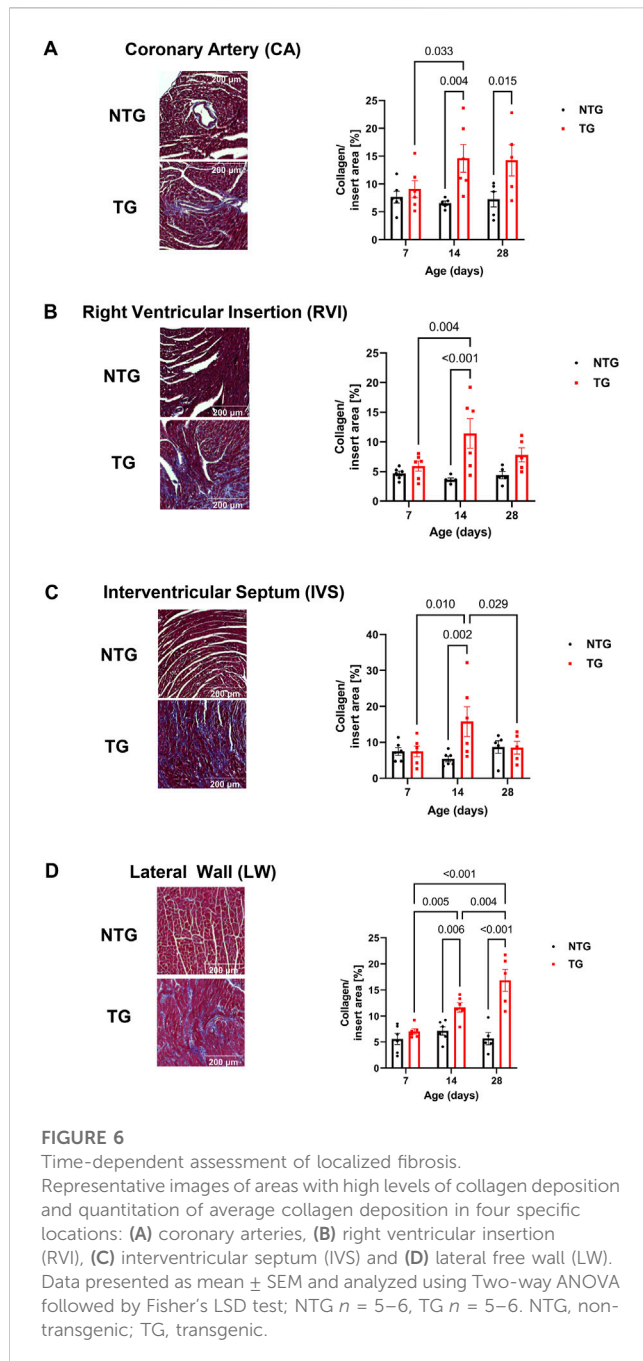 A
Coronary Artery (CA)
NTG
200 µm
TG
200 µm
0.033
0.004
0.015
NTG
TG
Collagen/
insert area [%]
25
20
15
10
5
0
7
14
28
Age (days)
B
Right Ventricular Insertion (RVI)
NTG
200 µm
TG
200 µm
0.004
<0.001
NTG
TG
Collagen/
insert area [%]
25
20
15
10
5
0
7
14
28
Age (days)
C
Interventricular Septum (IVS)
NTG
200 µm
TG
200 µm
0.010
0.029
0.002
NTG
TG
Collagen/
insert area [%]
40
30
20
10
0
7
14
28
Age (days)
D
Lateral Wall (LW)
NTG
200 µm
TG
200 µm
<0.001
0.005
0.004
0.006
<0.001
NTG
TG
Collagen/
insert area [%]
25
20
15
10
5
0
7
14
28
Age (days)
FIGURE 6
Time-dependent assessment of localized fibrosis.
Representative images of areas with high levels of collagen deposition
and quantitation of average collagen deposition in four specific
locations: (A) coronary arteries, (B) right ventricular insertion
(RVI), (C) interventricular septum (IVS) and (D) lateral free wall (LW).
Data presented as mean ± SEM and analyzed using Two-way ANOVA
followed by Fisher's LSD test; NTG n = 5–6, TG n = 5–6. NTG, non-
transgenic; TG, transgenic.